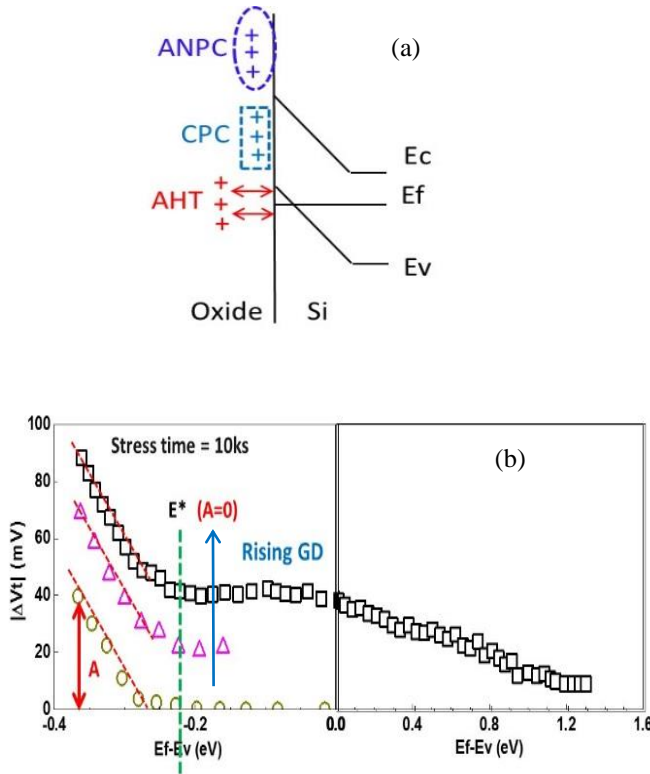 ANPC
+
+
+
(a)
CPC
+
+
+
Ec
AHT
+
+
+
Ef
Ev
Oxide
Si
100
80
60
40
20
0
|ΔVt| (mV)
Stress time = 10ks
E* (A=0)
Rising GD
A
(b)
-0.4
-0.2
0.0
0.4
0.8
1.2
1.6
Ef-Ev (eV)
Ef-Ev (eV)